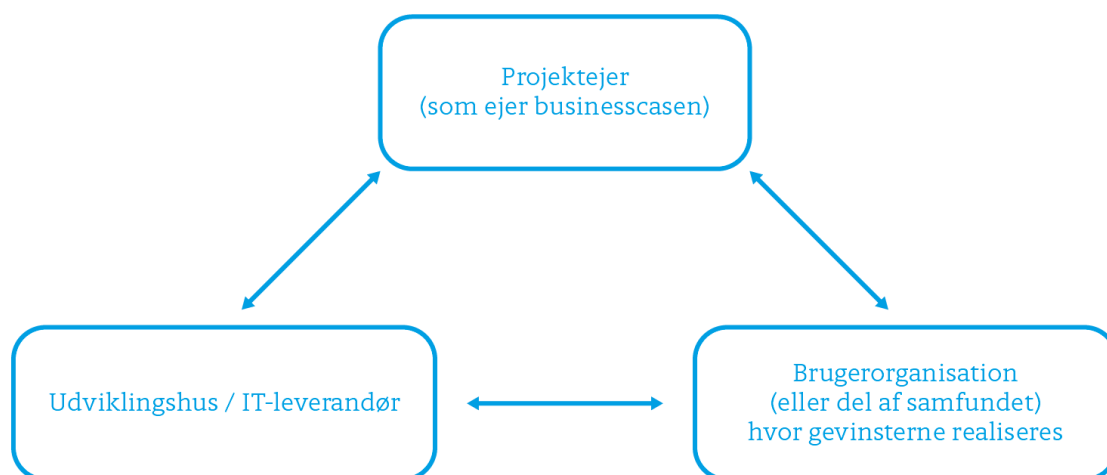 Projektejer
(som ejer businesscasen)
Udviklingshus / IT-leverandør
Brugerorganisation
(eller del af samfundet)
hvor gevinsterne realiseres